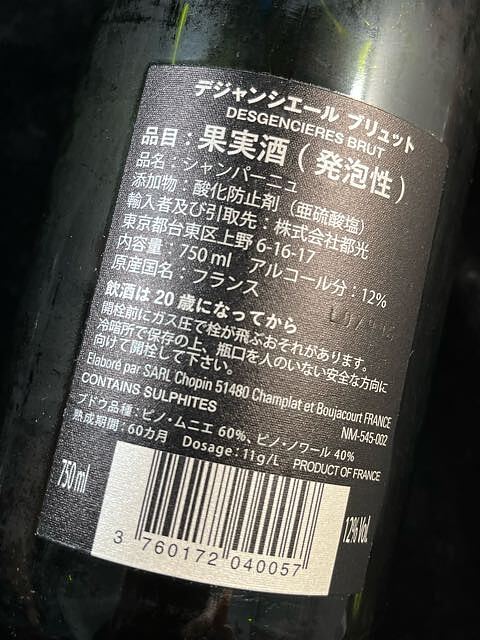 デジャンシエール ブリュット
DESGENCIERES BRUT
品目：果実酒（発泡性）
品名：シャンパーニュ
添加物：酸化防止剤（亜硫酸塩）
輸入者及び引取先：株式会社都光
東京都台東区上野 6-16-17
内容量：750 ml アルコール分：12%
原産国名：フランス
飲酒は20歳になってから
開栓前にガス圧で栓が飛ぶおそれがあります。
冷暗所で保存の上、瓶口を人のいない安全な方向に
向けて開栓して下さい。
Elaboré par SARL Chopin 51480 Champlat et Boujacourt FRANCE
CONTAINS SULPHITES
NM-545-002
ブドウ品種：ピノ・ムニエ 60%、ピノ・ノワール 40%
熟成期間：60カ月 Dosage：11g/L PRODUCT OF FRANCE
750 ml
12% Vol.
3 760172 040057